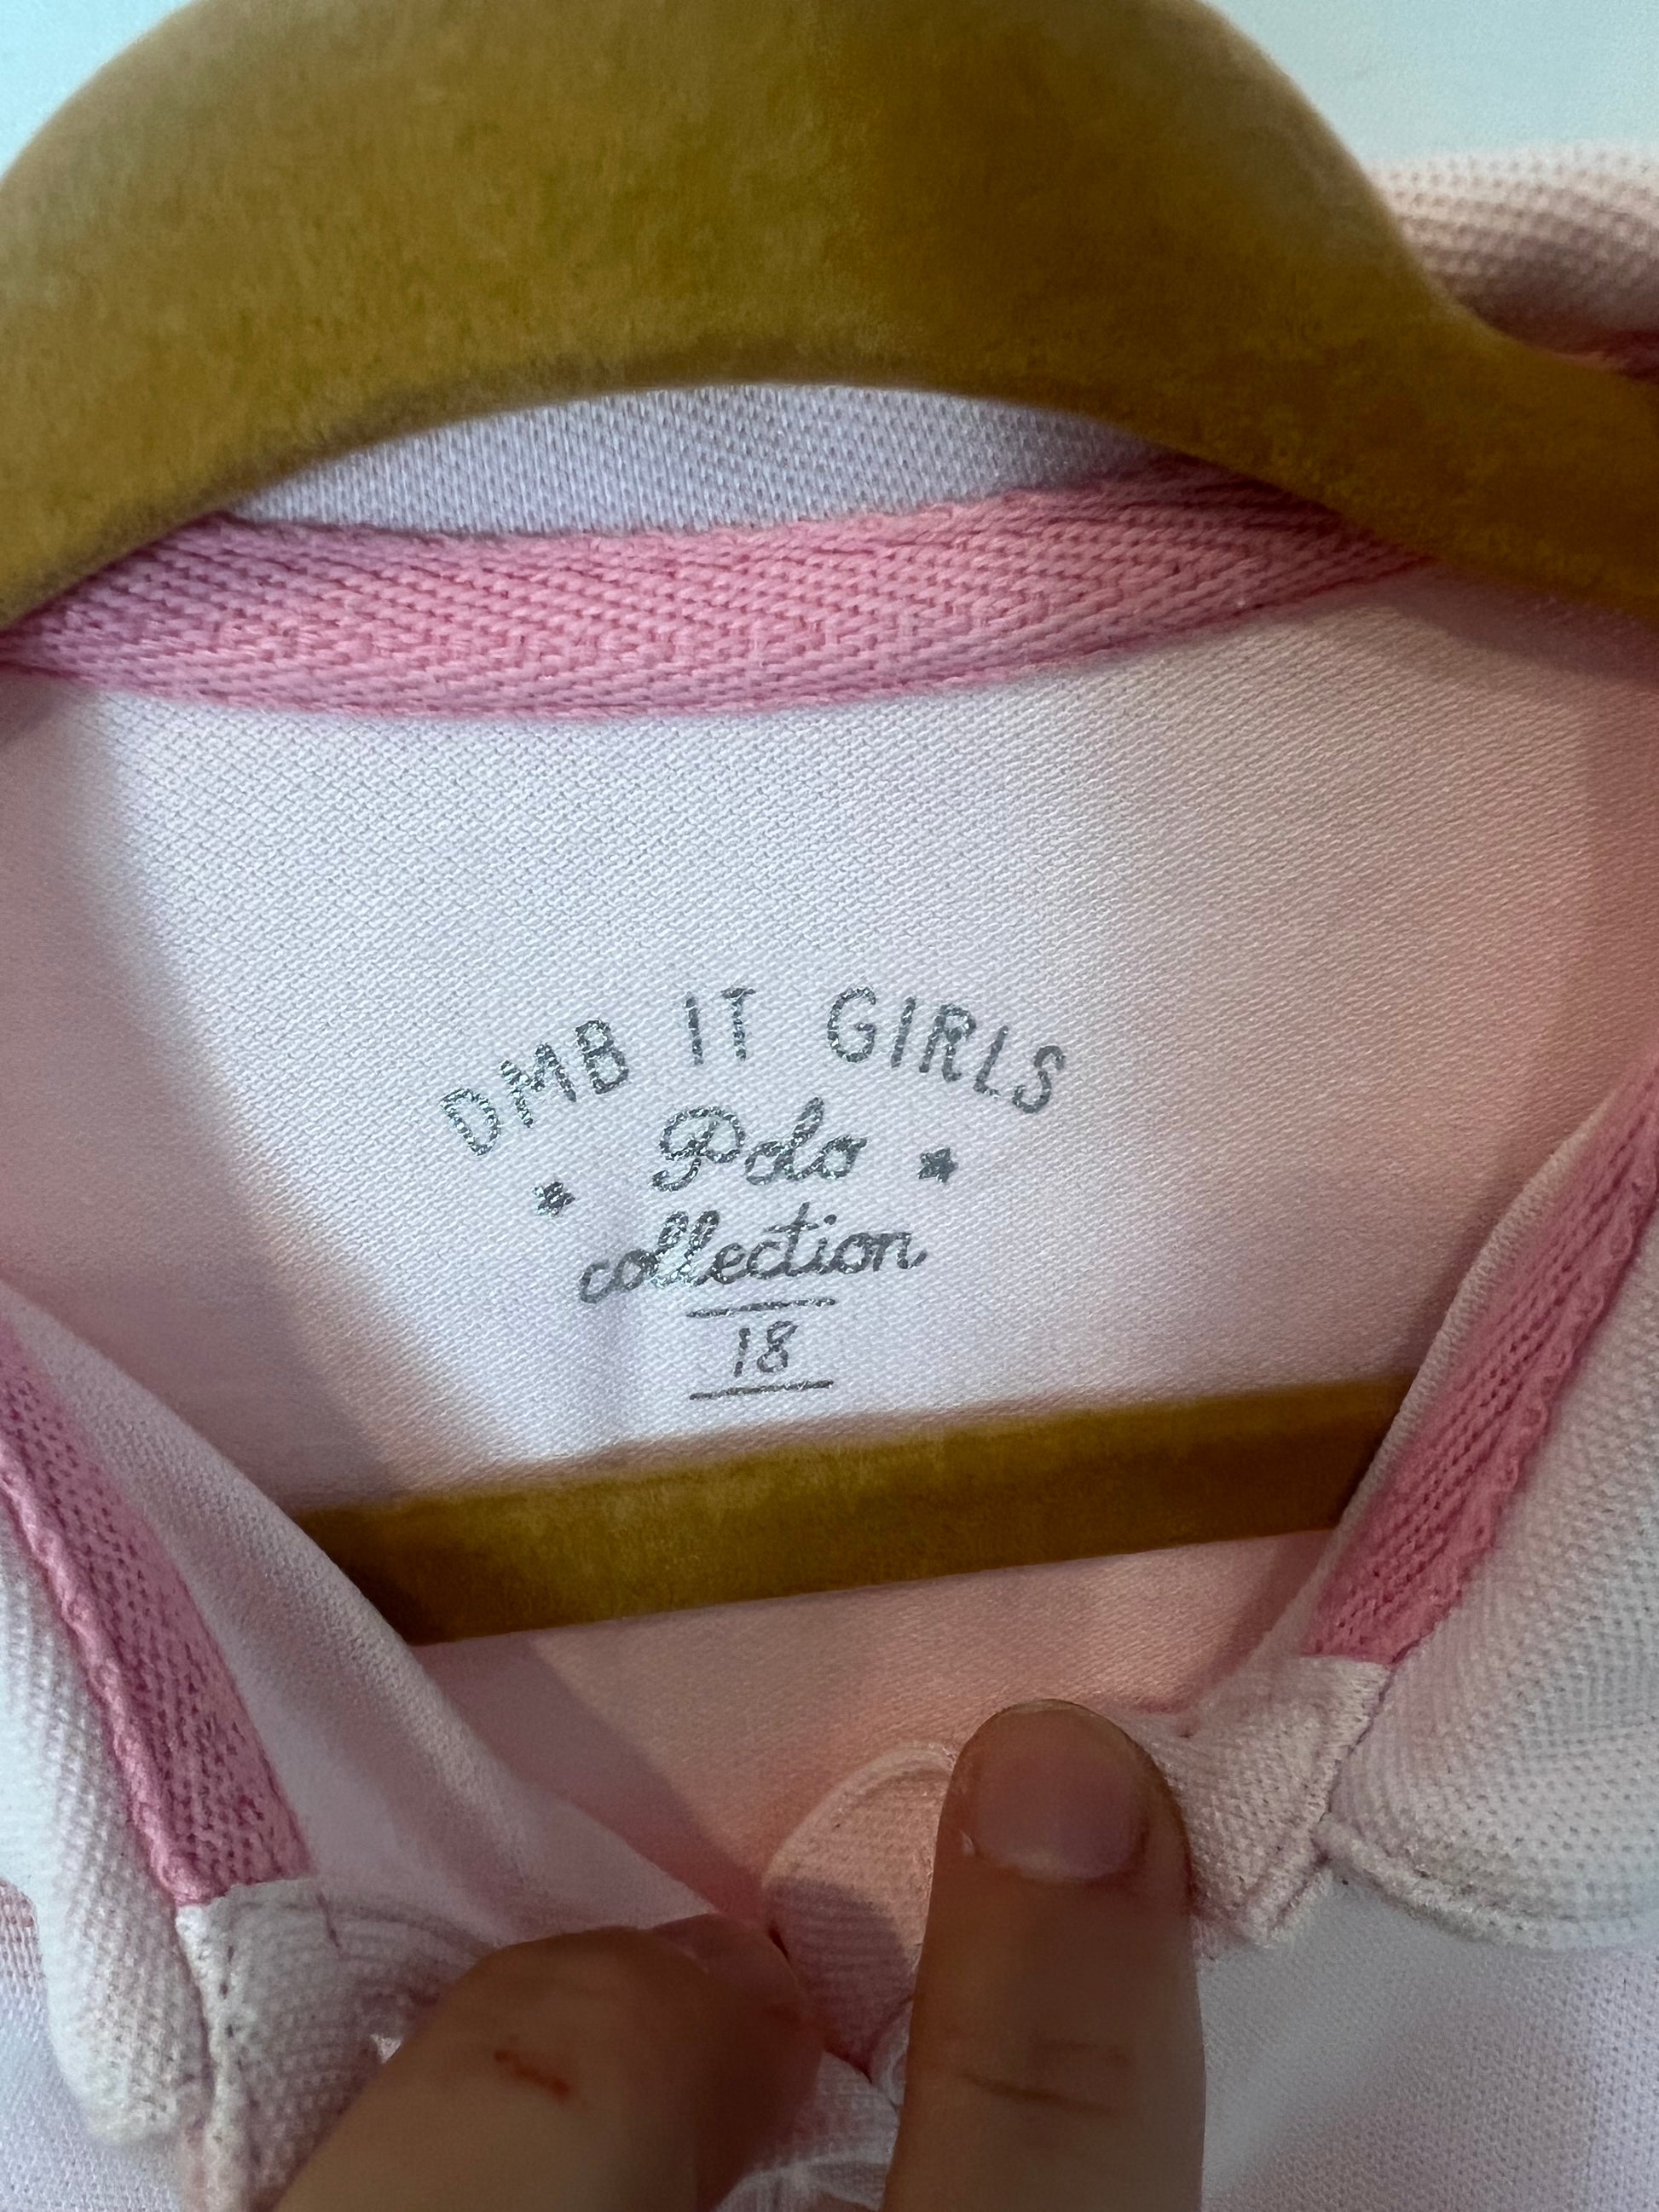 DMB IT GIRLS
Polo
collection
18